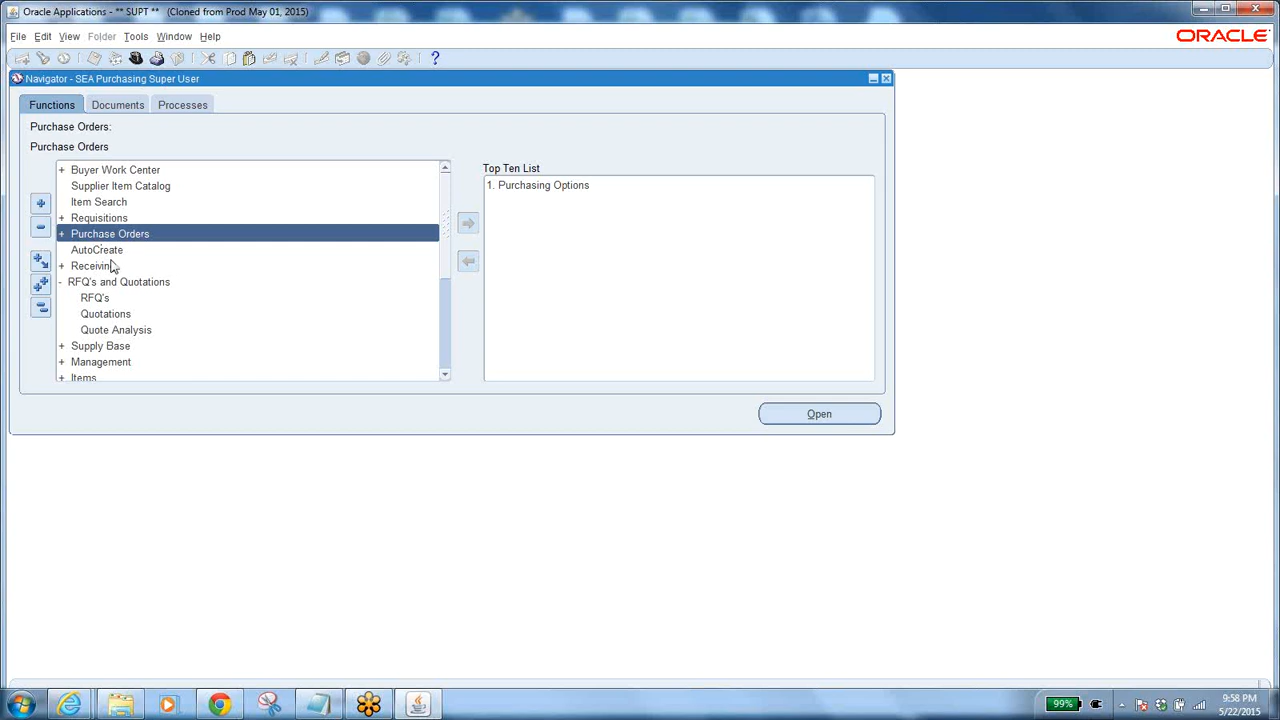 Oracle Applications - ** SUPT ** (Cloned from Prod May 01, 2015)
File Edit View Folder Tools Window Help
ORACLE
Navigator - SEA Purchasing Super User
Functions Documents Processes
Purchase Orders:
Purchase Orders
+ Buyer Work Center
Supplier Item Catalog
Item Search
+ Requisitions
+ Purchase Orders
AutoCreate
+ Receiving
- RFQ's and Quotations
RFQ's
Quotations
Quote Analysis
+ Supply Base
+ Management
+ Items
Top Ten List
1. Purchasing Options
Open
99%
9:58 PM
5/22/2015